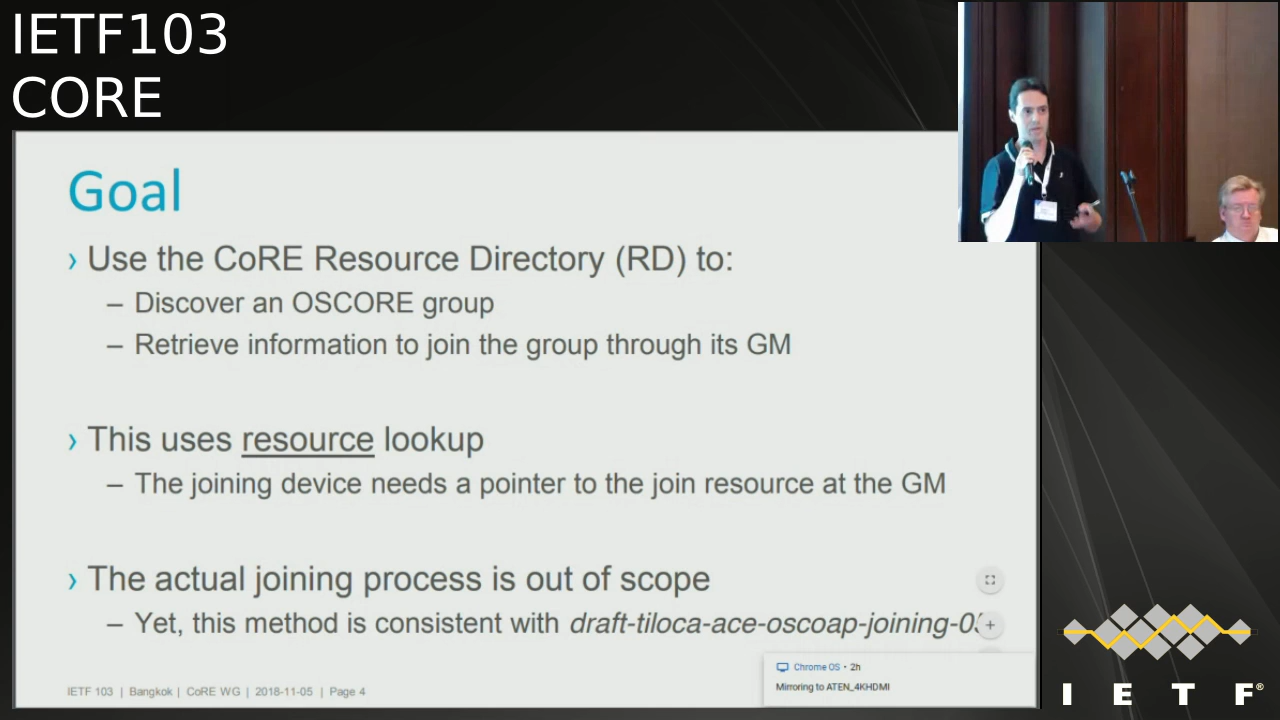 IETF103
CORE
Goal
› Use the CoRE Resource Directory (RD) to:
– Discover an OSCORE group
– Retrieve information to join the group through its GM
› This uses resource lookup
– The joining device needs a pointer to the join resource at the GM
› The actual joining process is out of scope
– Yet, this method is consistent with draft-tiloca-ace-oscoap-joining-
Chrome OS • 2h
Mirroring to ATEN_4KHDMI
IETF 103 | Bangkok | CoRE WG | 2018-11-05 | Page 4
I E T F®